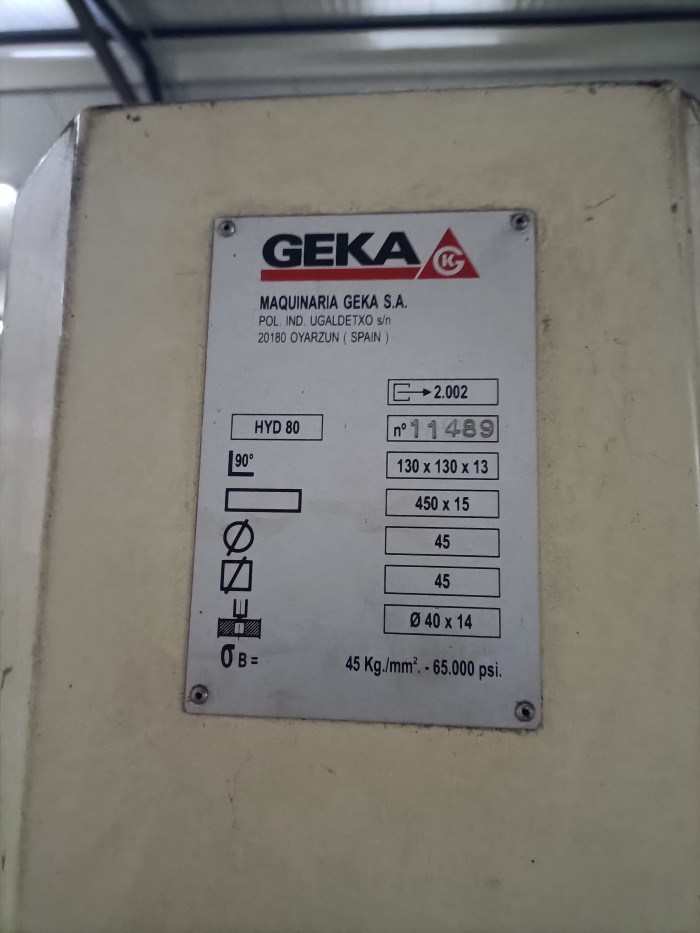 GEKA
GK
MAQUINARIA GEKA S.A.
POL. IND. UGALDETXO s/n
20180 OYARZUN ( SPAIN )
2.002
HYD 80 nº 11489
90° 130 x 130 x 13
450 x 15
45
45
Ø 40 x 14
σ B = 45 Kg./mm². - 65.000 psi.